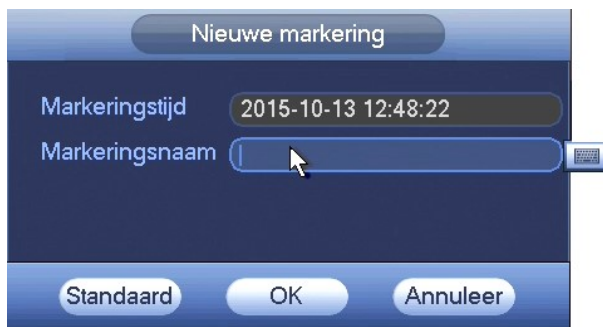 Nieuwe markering
Markeringstijd 2015-10-13 12:48:22
Markeringsnaam
Standaard OK Annuleer